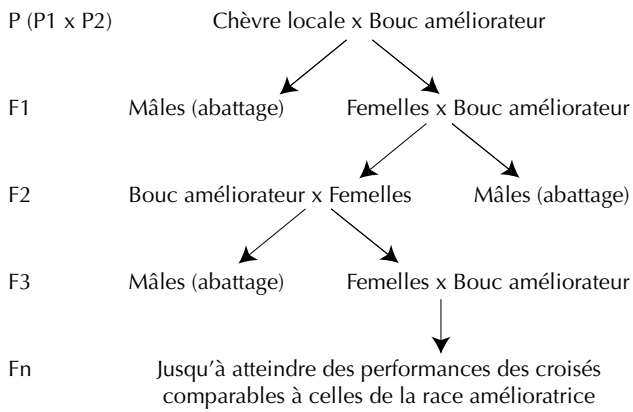 P (P1 x P2) Chèvre locale x Bouc améliorateur
F1 Mâles (abattage) Femelles x Bouc améliorateur
F2 Bouc améliorateur x Femelles Mâles (abattage)
F3 Mâles (abattage) Femelles x Bouc améliorateur
Fn Jusqu'à atteindre des performances des croisés
comparables à celles de la race amélioratrice